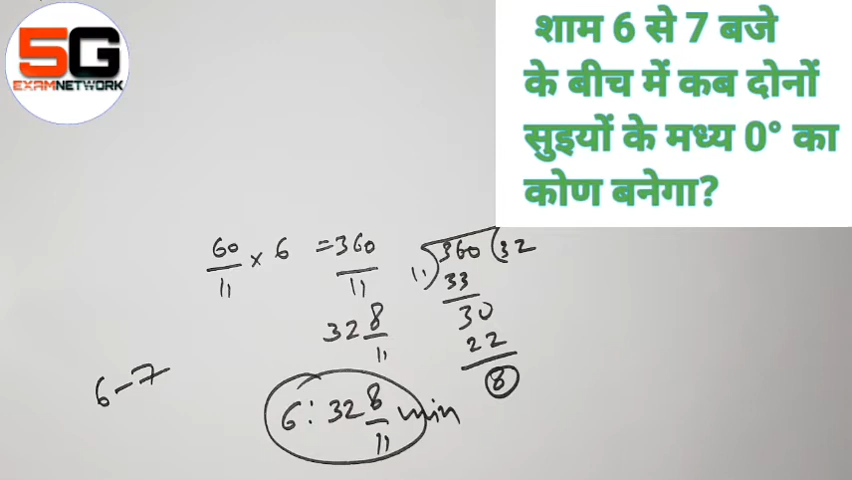 5G
EXAMNETWORK
शाम 6 से 7 बजे
के बीच में कब दोनों
सुइयों के मध्य 0° का
कोण बनेगा?
60/11 × 6 = 360/11
32 8/11
11)360(32
33
30
22
8
6-7
6:32 8/11 min